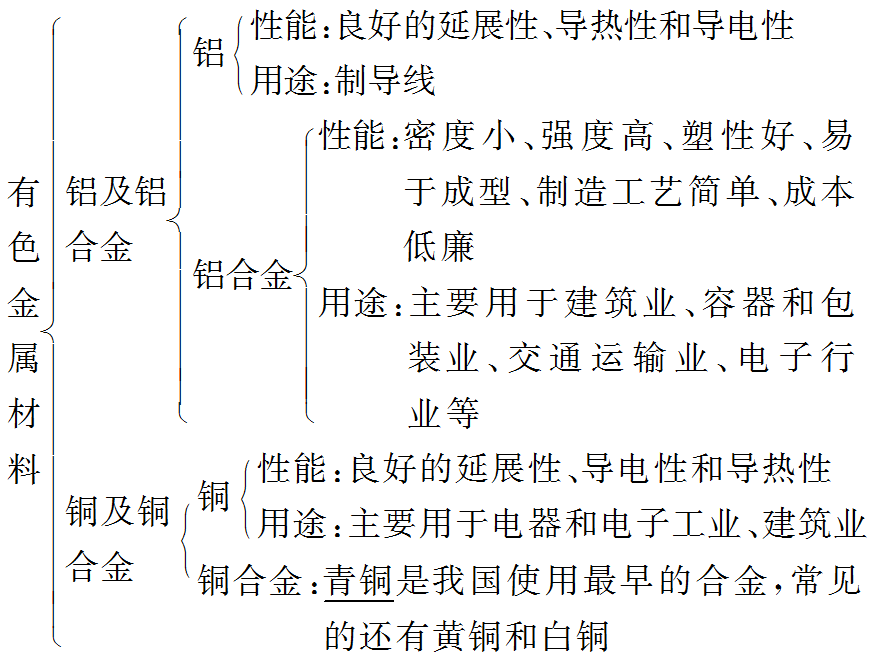 有色金属材料
铝及铝
合金
铝
性能:良好的延展性、导热性和导电性
用途:制导线
铝合金
性能:密度小、强度高、塑性好、易
于成型、制造工艺简单、成本
低廉
用途:主要用于建筑业、容器和包
装业、交通运输业、电子行
业等
铜及铜
合金
铜
性能:良好的延展性、导电性和导热性
用途:主要用于电器和电子工业、建筑业
铜合金:青铜是我国使用最早的合金,常见
的还有黄铜和白铜